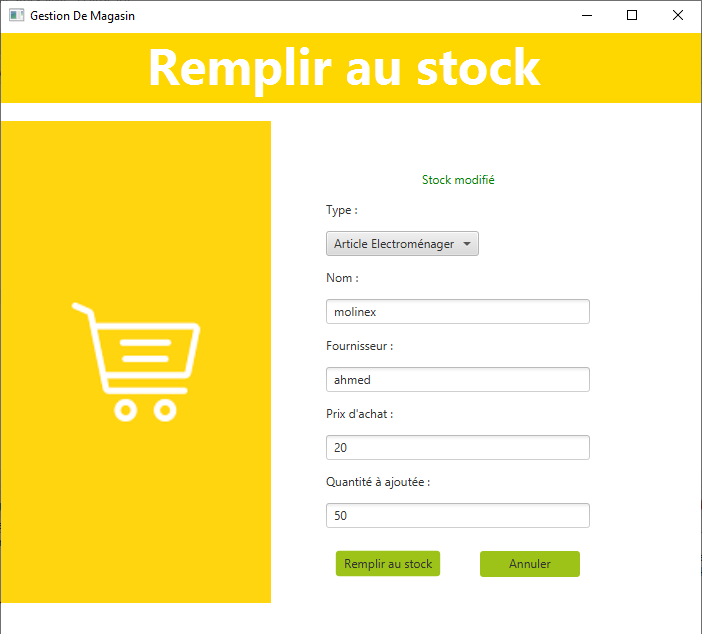 Gestion De Magasin
Remplir au stock
Stock modifié
Type :
Article Electroménager
Nom :
molinex
Fournisseur :
ahmed
Prix d'achat :
20
Quantité à ajoutée :
50
Remplir au stock
Annuler